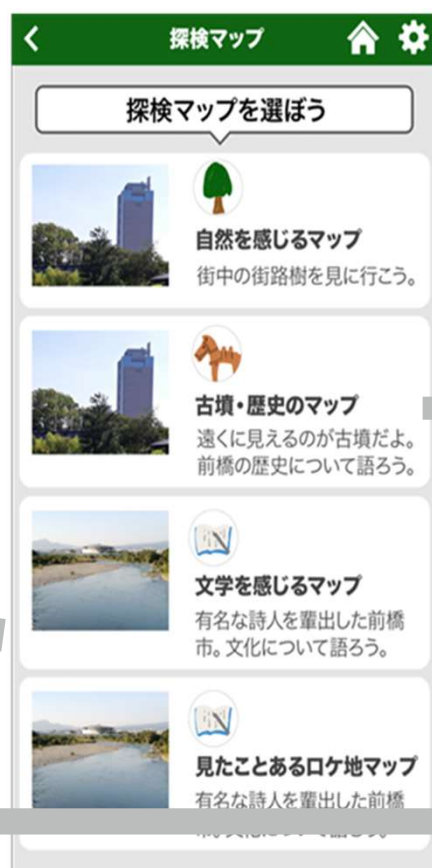 探検マップ
探検マップを選ぼう
自然を感じるマップ
街中の街路樹を見に行こう。
古墳・歴史のマップ
遠くに見えるのが古墳だよ。
前橋の歴史について語ろう。
文学を感じるマップ
有名な詩人を輩出した前橋
市。文化について語ろう。
見たことあるロケ地マップ
有名な詩人を輩出した前橋